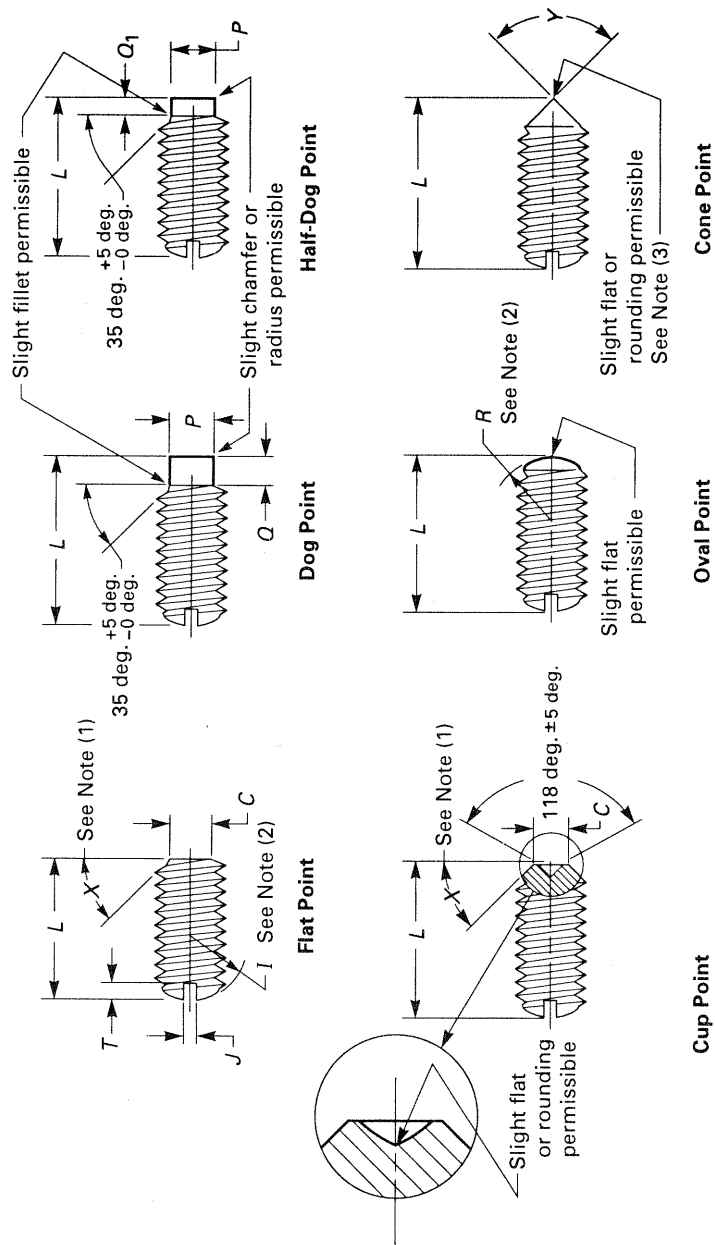 T
L
X
See Note (1)
J
I
See Note (2)
C
Flat Point
35 deg. +5 deg.
−0 deg.
L
P
Q
Dog Point
Slight fillet permissible
Slight chamfer or
radius permissible
35 deg. +5 deg.
−0 deg.
L
Q1
P
Half-Dog Point
Slight flat
or rounding
permissible
L
X
See Note (1)
118 deg. ±5 deg.
C
Cup Point
L
R
See Note (2)
Slight flat
permissible
Oval Point
L
Y
Slight flat or
rounding permissible
See Note (3)
Cone Point